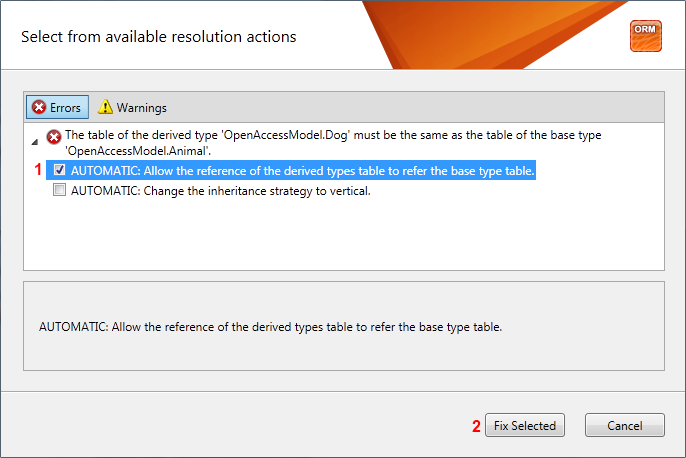 Select from available resolution actions
ORM
Errors Warnings
The table of the derived type 'OpenAccessModel.Dog' must be the same as the table of the base type
'OpenAccessModel.Animal'.
1 AUTOMATIC: Allow the reference of the derived types table to refer the base type table.
AUTOMATIC: Change the inheritance strategy to vertical.
AUTOMATIC: Allow the reference of the derived types table to refer the base type table.
2 Fix Selected Cancel